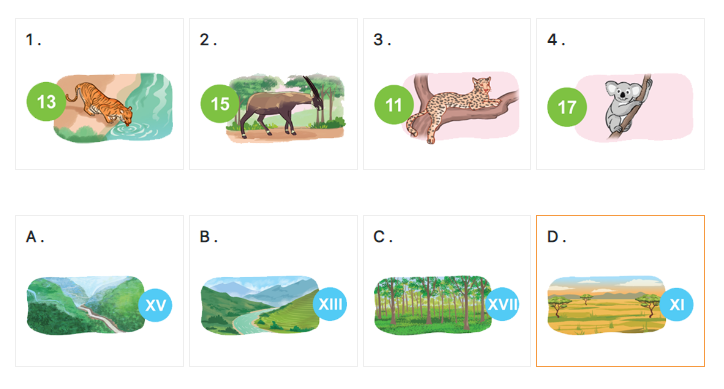 1 .
2 .
3 .
4 .
13
15
11
17
A .
B .
C .
D .
XV
XIII
XVII
XI